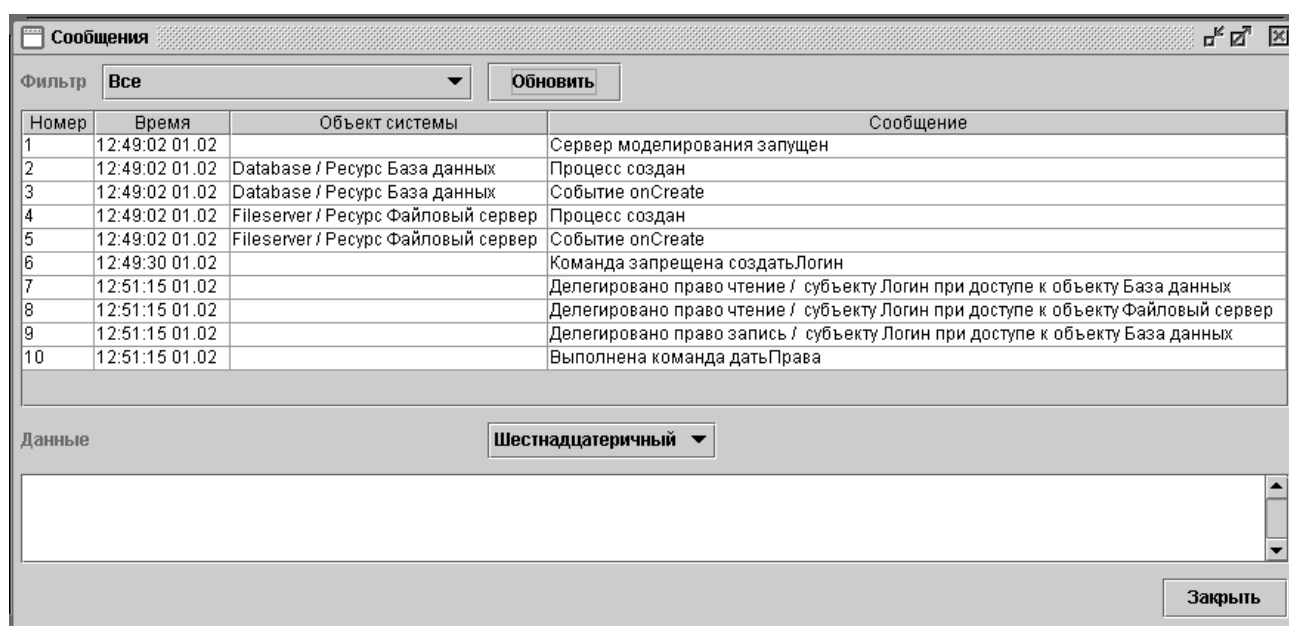 Сообщения
Фильтр Все Обновить
Номер Время Объект системы Сообщение
1 12:49:02 01.02 Сервер моделирования запущен
2 12:49:02 01.02 Database / Ресурс База данных Процесс создан
3 12:49:02 01.02 Database / Ресурс База данных Событие onCreate
4 12:49:02 01.02 Fileserver / Ресурс Файловый сервер Процесс создан
5 12:49:02 01.02 Fileserver / Ресурс Файловый сервер Событие onCreate
6 12:49:30 01.02 Команда запрещена создатьЛогин
7 12:51:15 01.02 Делегировано право чтение / субъекту Логин при доступе к объекту База данных
8 12:51:15 01.02 Делегировано право чтение / субъекту Логин при доступе к объекту Файловый сервер
9 12:51:15 01.02 Делегировано право запись / субъекту Логин при доступе к объекту База данных
10 12:51:15 01.02 Выполнена команда датьПрава
Данные Шестнадцатеричный
Закрыть